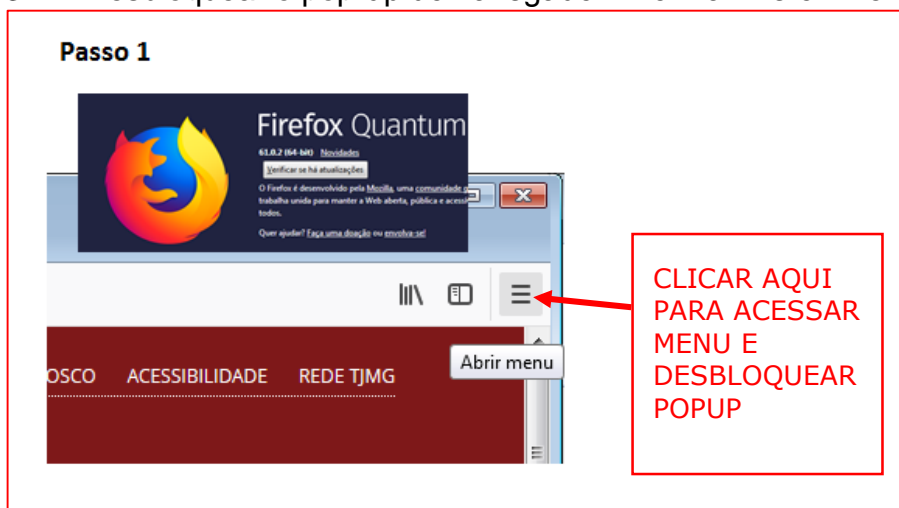 Passo 1
Firefox Quantum
61.0.2 (64-bit) Novidades
Verificar se há atualizações
O Firefox é desenvolvido pela Mozilla, uma comunidade
trabalha unida para manter a Web aberta, pública e acessí
todos.
Quer ajudar? Faça uma doação ou envolva-se!
OSCO ACESSIBILIDADE REDE TJMG
Abrir menu
CLICAR AQUI
PARA ACESSAR
MENU E
DESBLOQUEAR
POPUP